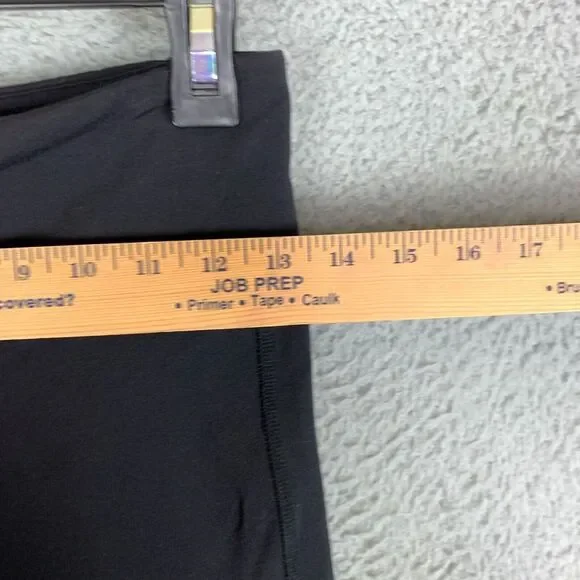 9 10 11 12 13 14 15 16 17
JOB PREP
covered?
• Primer • Tape • Caulk
• Bru